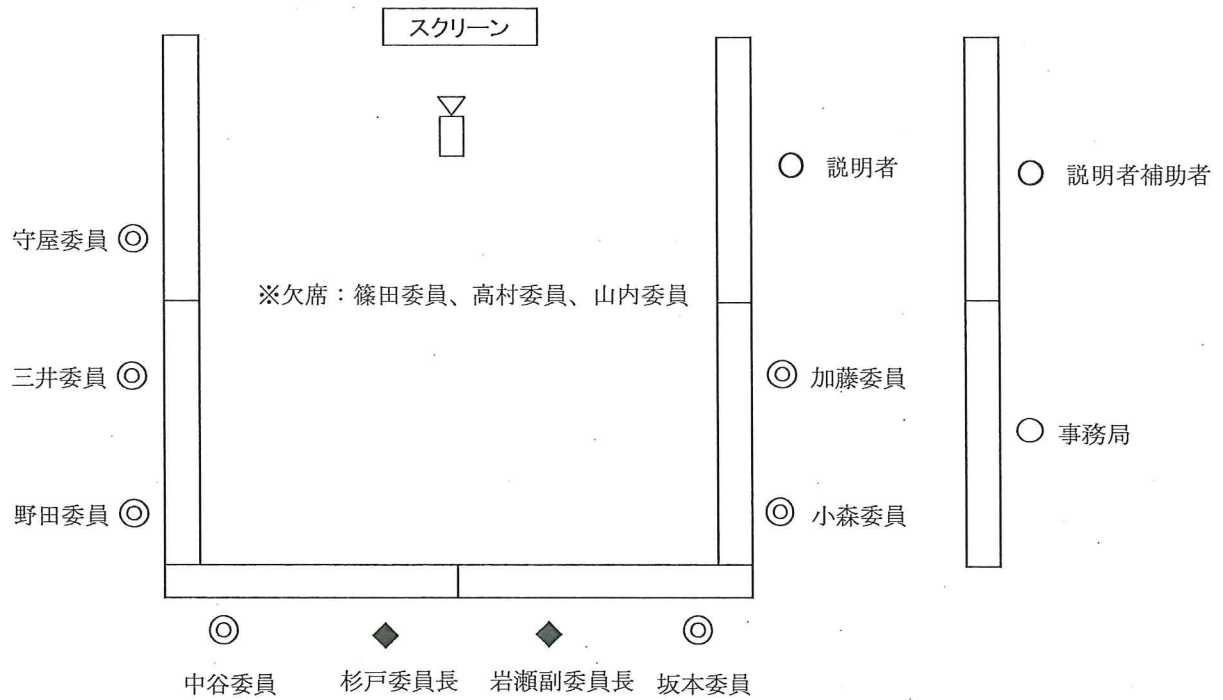 スクリーン
説明者
説明者補助者
守屋委員
※欠席：篠田委員、高村委員、山内委員
三井委員
加藤委員
事務局
野田委員
小森委員
中谷委員
杉戸委員長
岩瀬副委員長
坂本委員